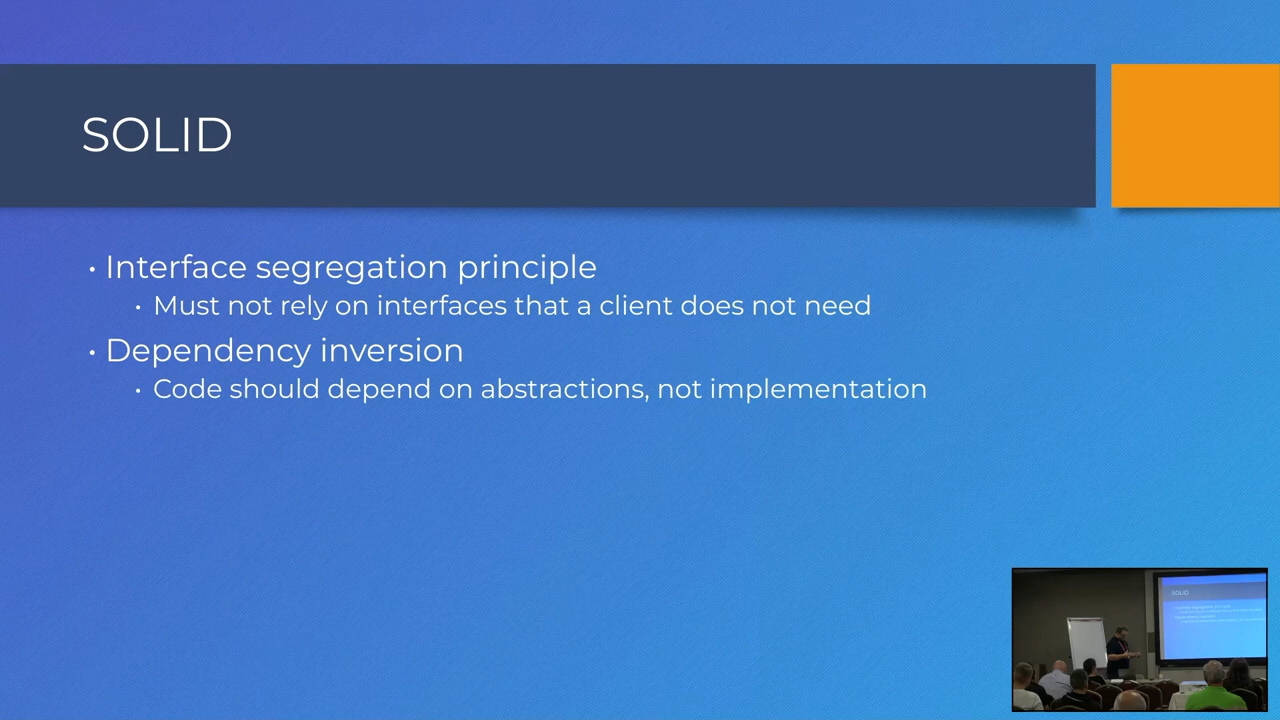 SOLID
• Interface segregation principle
• Must not rely on interfaces that a client does not need
• Dependency inversion
• Code should depend on abstractions, not implementation
SOLID